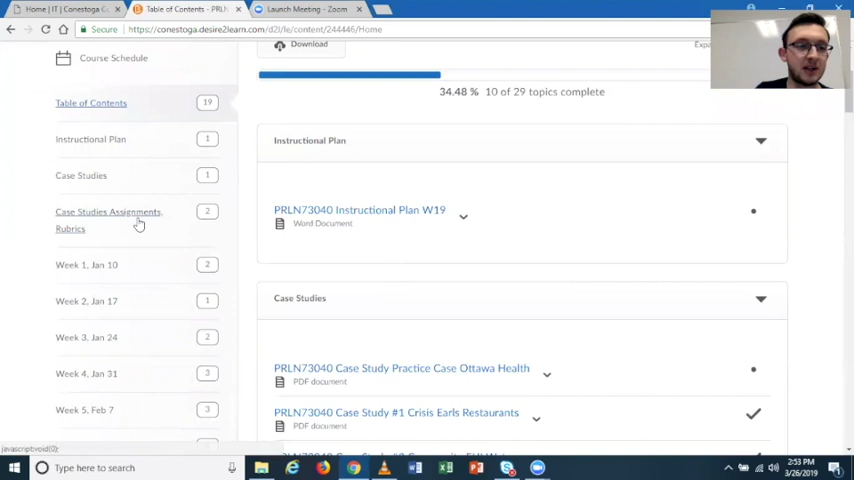 Home | IT | Conestoga C
Table of Contents - PRLN
Launch Meeting - Zoom
Secure
https://conestoga.desire2learn.com/d2l/le/content/244446/Home
Course Schedule
Download
34.48 % 10 of 29 topics complete
Table of Contents 19
Instructional Plan 1
Case Studies 1
Case Studies Assignments, Rubrics 2
Week 1, Jan 10 2
Week 2, Jan 17 1
Week 3, Jan 24 2
Week 4, Jan 31 3
Week 5, Feb 7 3
Instructional Plan
PRLN73040 Instructional Plan W19
Word Document
Case Studies
PRLN73040 Case Study Practice Case Ottawa Health
PDF document
PRLN73040 Case Study #1 Crisis Earls Restaurants
PDF document
javascript:void(0);
Type here to search
2:53 PM
3/26/2019